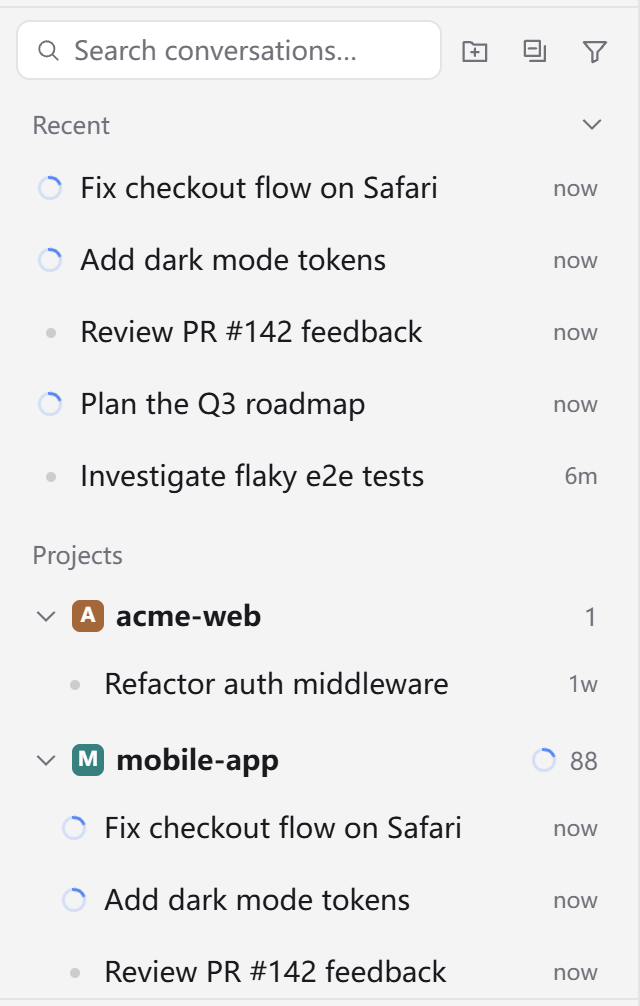 Search conversations...
Recent
Fix checkout flow on Safari now
Add dark mode tokens now
Review PR #142 feedback now
Plan the Q3 roadmap now
Investigate flaky e2e tests 6m
Projects
A acme-web 1
Refactor auth middleware 1w
M mobile-app 88
Fix checkout flow on Safari now
Add dark mode tokens now
Review PR #142 feedback now